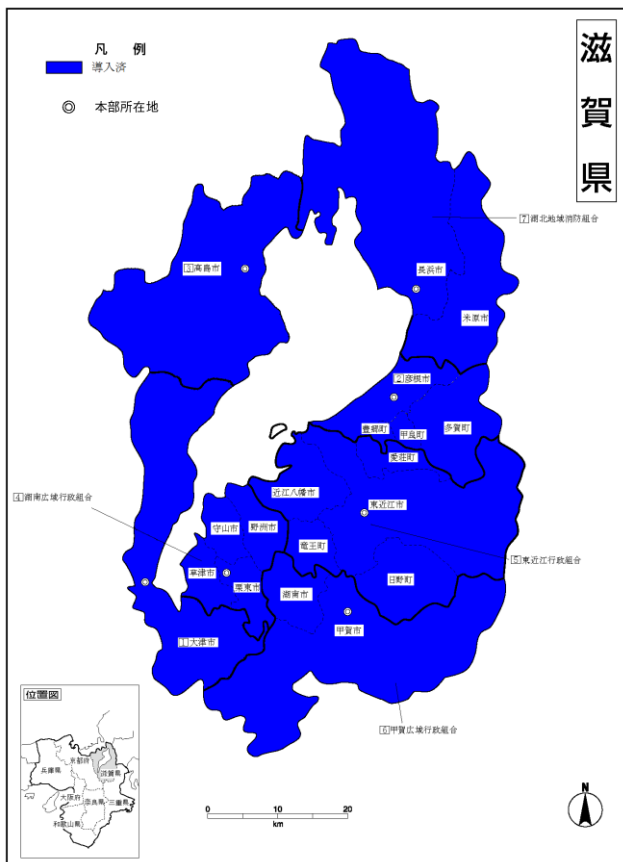 滋賀県
凡　例
導入済
◎ 本部所在地
7湖北地域消防組合
3高島市
長浜市
米原市
2彦根市
豊郷町
甲良町
多賀町
愛荘町
4湖南広域行政組合
近江八幡市
東近江市
守山市
野洲市
竜王町
5東近江行政組合
草津市
栗東市
湖南市
日野町
甲賀市
1大津市
6甲賀広域行政組合
位置図
京都府
兵庫県
滋賀県
大阪府
奈良県
三重県
和歌山県
0 10 20
km
N